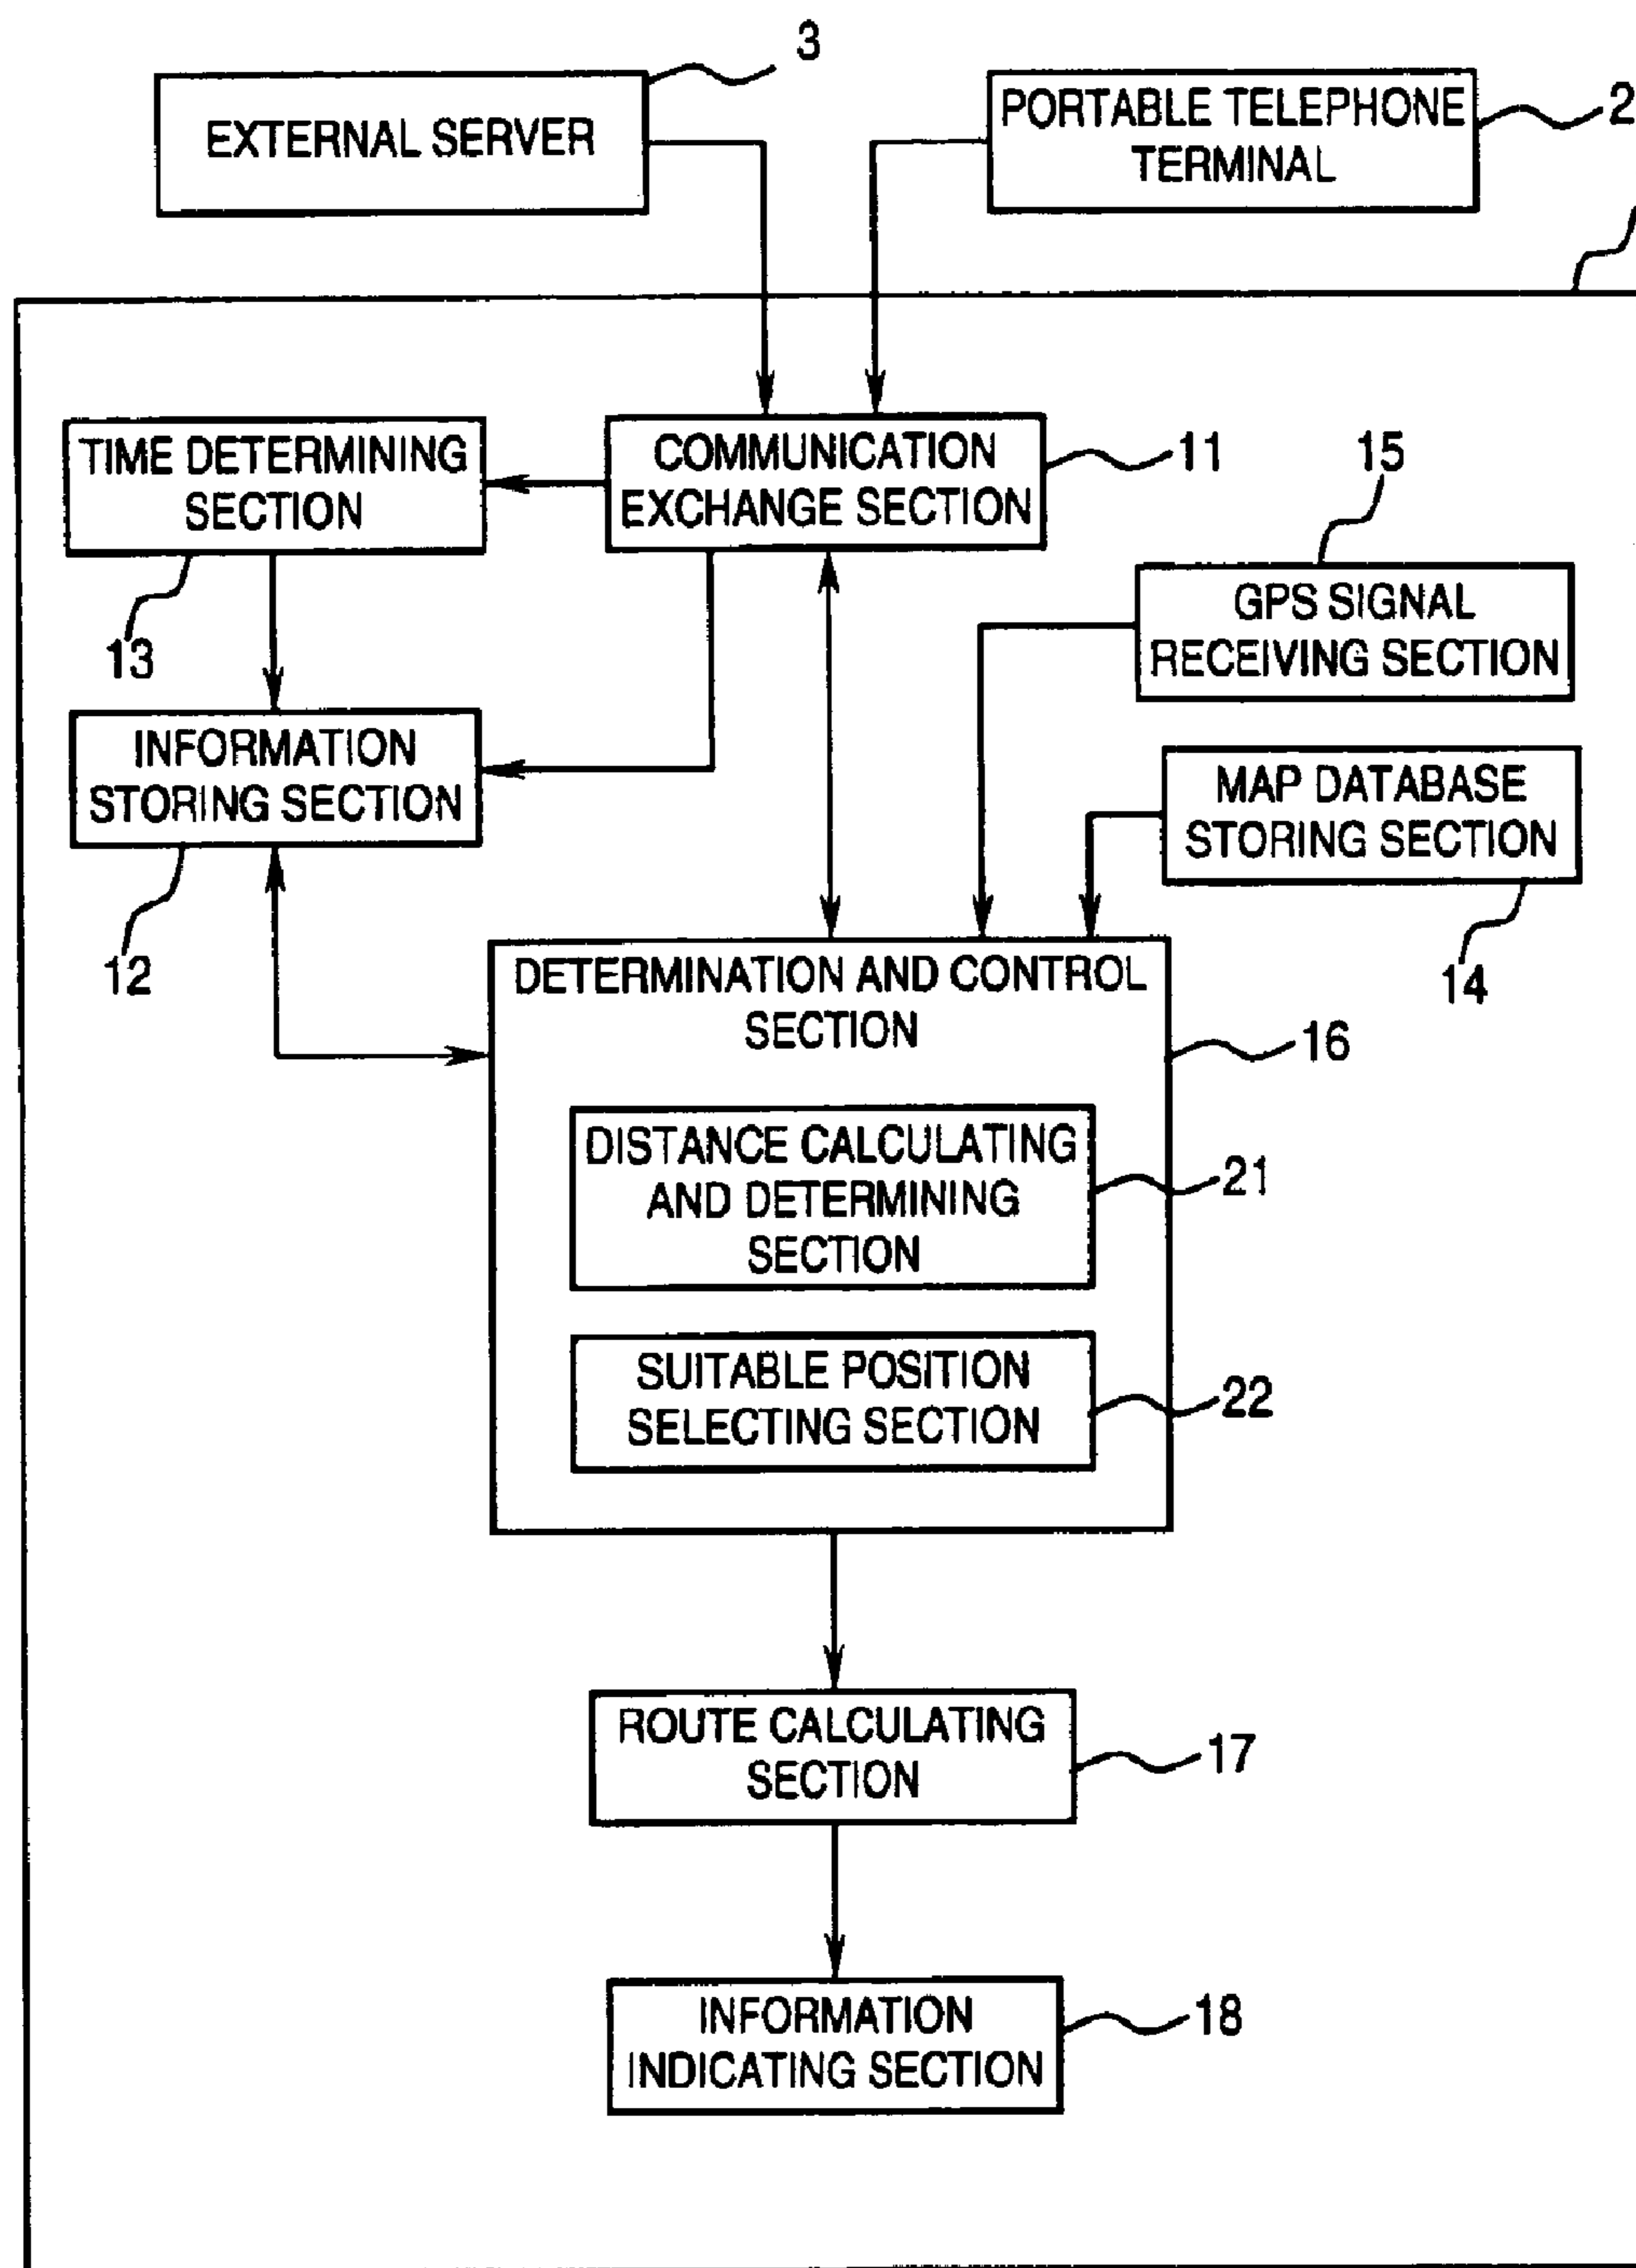 3
EXTERNAL SERVER
PORTABLE TELEPHONE
TERMINAL
2
TIME DETERMINING
SECTION
13
COMMUNICATION
EXCHANGE SECTION
11
15
GPS SIGNAL
RECEIVING SECTION
INFORMATION
STORING SECTION
12
MAP DATABASE
STORING SECTION
14
DETERMINATION AND CONTROL
SECTION
16
DISTANCE CALCULATING
AND DETERMINING
SECTION
21
SUITABLE POSITION
SELECTING SECTION
22
ROUTE CALCULATING
SECTION
17
INFORMATION
INDICATING SECTION
18